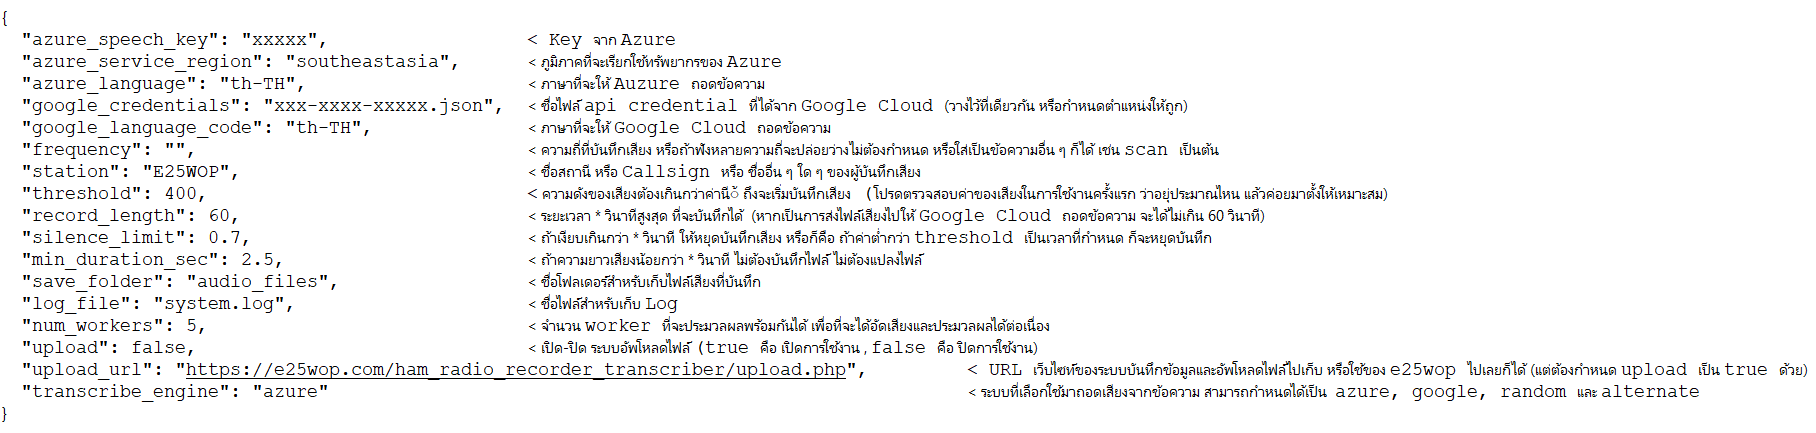 {
"azure_speech_key": "xxxxx", < Key จาก Azure
"azure_service_region": "southeastasia", < ภูมิภาคที่จะเรียกใช้ทรัพยากรของ Azure
"azure_language": "th-TH", < ภาษาที่จะให้ Auzure ถอดข้อความ
"google_credentials": "xxx-xxxx-xxxxx.json", < ชื่อไฟล์ api credential ที่ได้จาก Google Cloud (วางไว้ที่เดียวกัน หรือกำหนดตำแหน่งให้ถูก)
"google_language_code": "th-TH", < ภาษาที่จะให้ Google Cloud ถอดข้อความ
"frequency": "", < ความถี่ที่บันทึกเสียง หรือถ้าฟังหลายความถี่จะปล่อยว่างไม่ต้องกำหนด หรือใส่เป็นข้อความอื่น ๆ ก็ได้ เช่น scan เป็นต้น
"station": "E25WOP", < ชื่อสถานี หรือ Callsign หรือ ชื่ออื่น ๆ ใด ๆ ของผู้บันทึกเสียง
"threshold": 400, < ความดังของเสียงต้องเกินกว่าค่านี้ ถึงจะเริ่มบันทึกเสียง (โปรดตรวจสอบค่าของเสียงในการใช้งานครั้งแรก ว่าอยู่ประมาณไหน แล้วค่อยมาตั้งให้เหมาะสม)
"record_length": 60, < ระยะเวลา * วินาทีสูงสุด ที่จะบันทึกได้ (หากเป็นการส่งไฟล์เสียงไปให้ Google Cloud ถอดข้อความ จะได้ไม่เกิน 60 วินาที)
"silence_limit": 0.7, < ถ้าเงียบเกินกว่า * วินาที ให้หยุดบันทึกเสียง หรือก็คือ ถ้าค่าต่ำกว่า threshold เป็นเวลาที่กำหนด ก็จะหยุดบันทึก
"min_duration_sec": 2.5, < ถ้าความยาวเสียงน้อยกว่า * วินาที ไม่ต้องบันทึกไฟล์ ไม่ต้องแปลงไฟล์
"save_folder": "audio_files", < ชื่อโฟลเดอร์สำหรับเก็บไฟล์เสียงที่บันทึก
"log_file": "system.log", < ชื่อไฟล์สำหรับเก็บ Log
"num_workers": 5, < จำนวน worker ที่จะประมวลผลพร้อมกันได้ เพื่อที่จะได้อัดเสียงและประมวลผลได้ต่อเนื่อง
"upload": false, < เปิด-ปิด ระบบอัพโหลดไฟล์ (true คือ เปิดการใช้งาน , false คือ ปิดการใช้งาน)
"upload_url": "https://e25wop.com/ham_radio_recorder_transcriber/upload.php", < URL เว็บไซท์ของระบบบันทึกข้อมูลและอัพโหลดไฟล์ไปเก็บ หรือใช้ของ e25wop ไปเลยก็ได้ (แต่ต้องกำหนด upload เป็น true ด้วย)
"transcribe_engine": "azure" < ระบบที่เลือกใช้มาถอดเสียงจากข้อความ สามารถกำหนดได้เป็น azure, google, random และ alternate
}